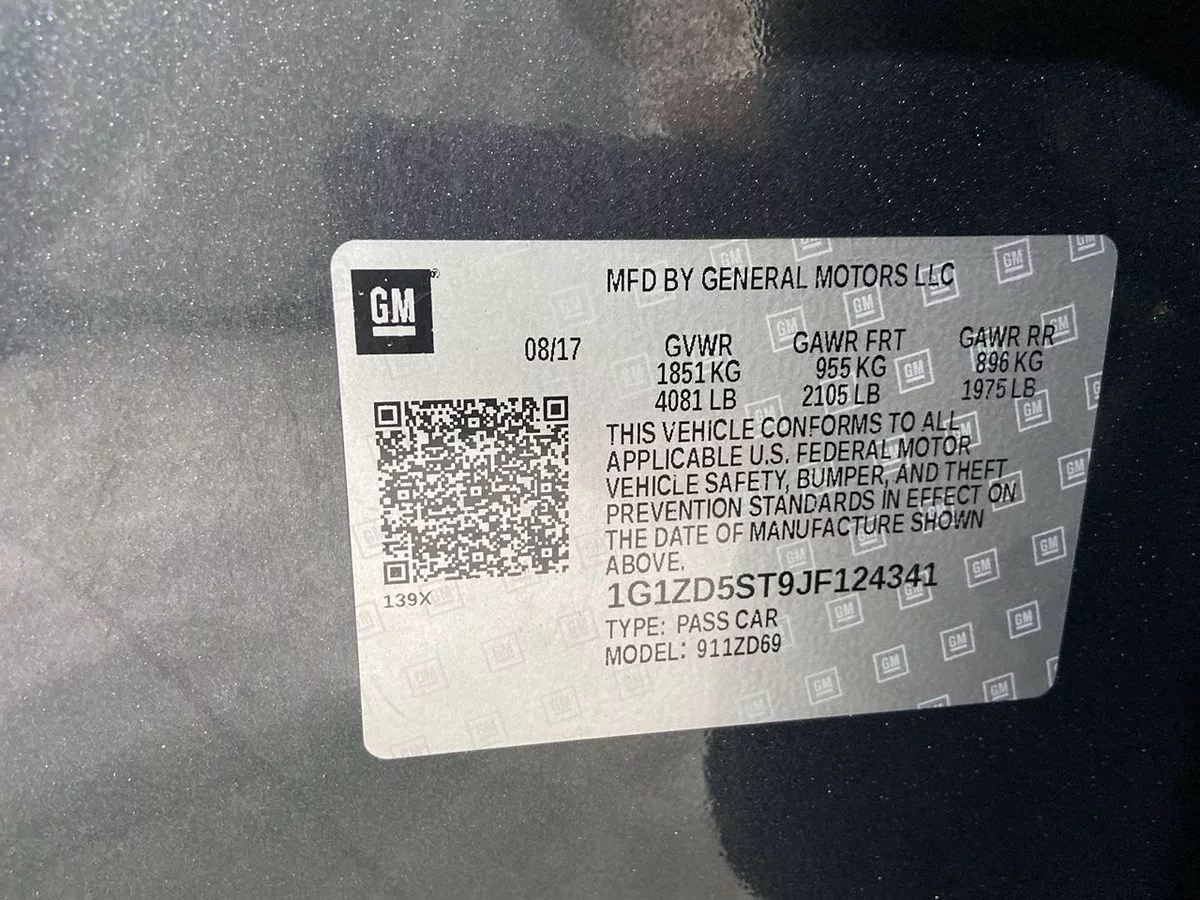 GM
MFD BY GENERAL MOTORS LLC
08/17
GVWR GAWR FRT GAWR RR
1851 KG 955 KG 896 KG
4081 LB 2105 LB 1975 LB
THIS VEHICLE CONFORMS TO ALL
APPLICABLE U.S. FEDERAL MOTOR
VEHICLE SAFETY, BUMPER, AND THEFT
PREVENTION STANDARDS IN EFFECT ON
THE DATE OF MANUFACTURE SHOWN
ABOVE.
1G1ZD5ST9JF124341
TYPE: PASS CAR
MODEL: 911ZD69
139X